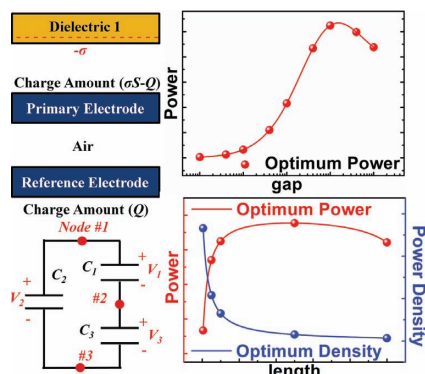 Dielectric 1
-σ
Charge Amount (σS-Q)
Primary Electrode
Air
Reference Electrode
Charge Amount (Q)
Node #1
+
C₂
V₂
-
C₁
+
V₁
-
#2
C₃
+
V₃
-
#3
Power
Optimum Power
gap
Optimum Power
Power
Power Density
Optimum Density
length